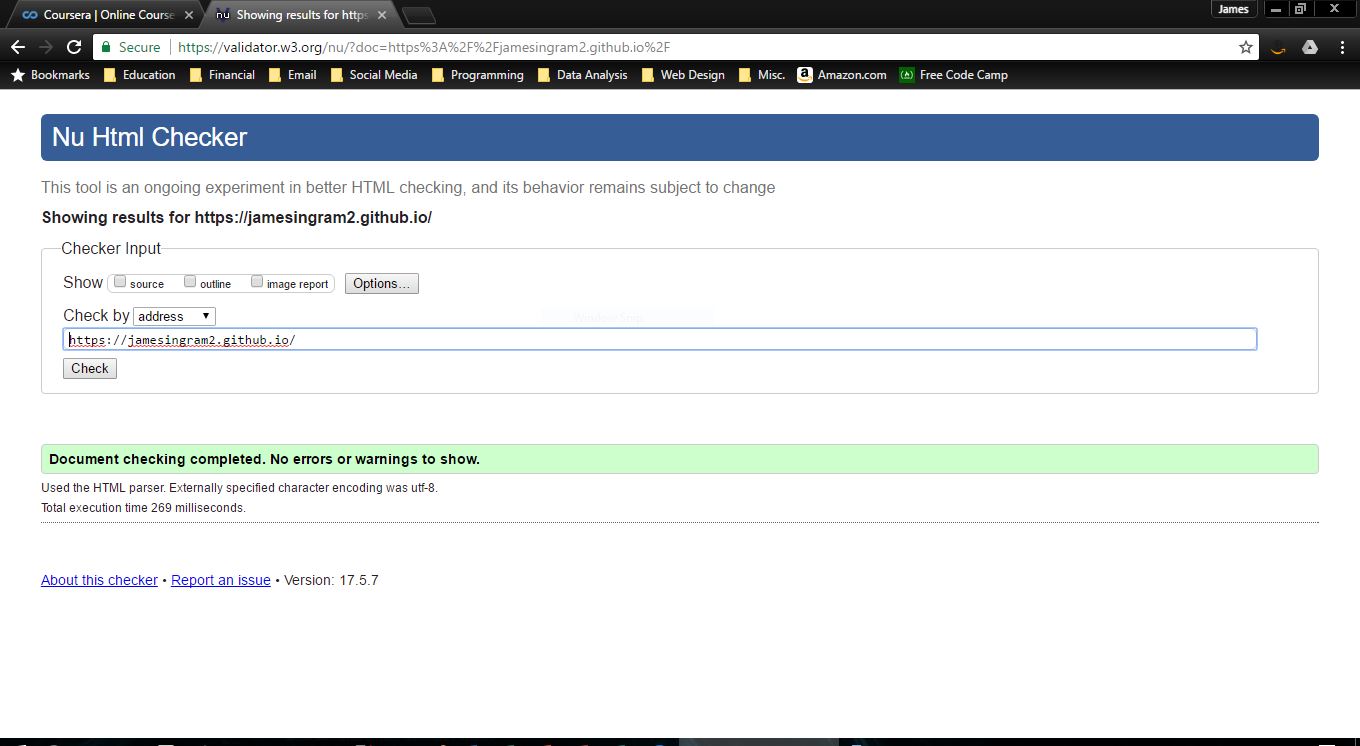 Coursera | Online Course
nu Showing results for https
James
Secure https://validator.w3.org/nu/?doc=https%3A%2F%2Fjamesingram2.github.io%2F
Bookmarks Education Financial Email Social Media Programming Data Analysis Web Design Misc. a Amazon.com Free Code Camp
Nu Html Checker
This tool is an ongoing experiment in better HTML checking, and its behavior remains subject to change
Showing results for https://jamesingram2.github.io/
Checker Input
Show source outline image report Options...
Check by address
https://jamesingram2.github.io/
Check
Document checking completed. No errors or warnings to show.
Used the HTML parser. Externally specified character encoding was utf-8.
Total execution time 269 milliseconds.
About this checker • Report an issue • Version: 17.5.7